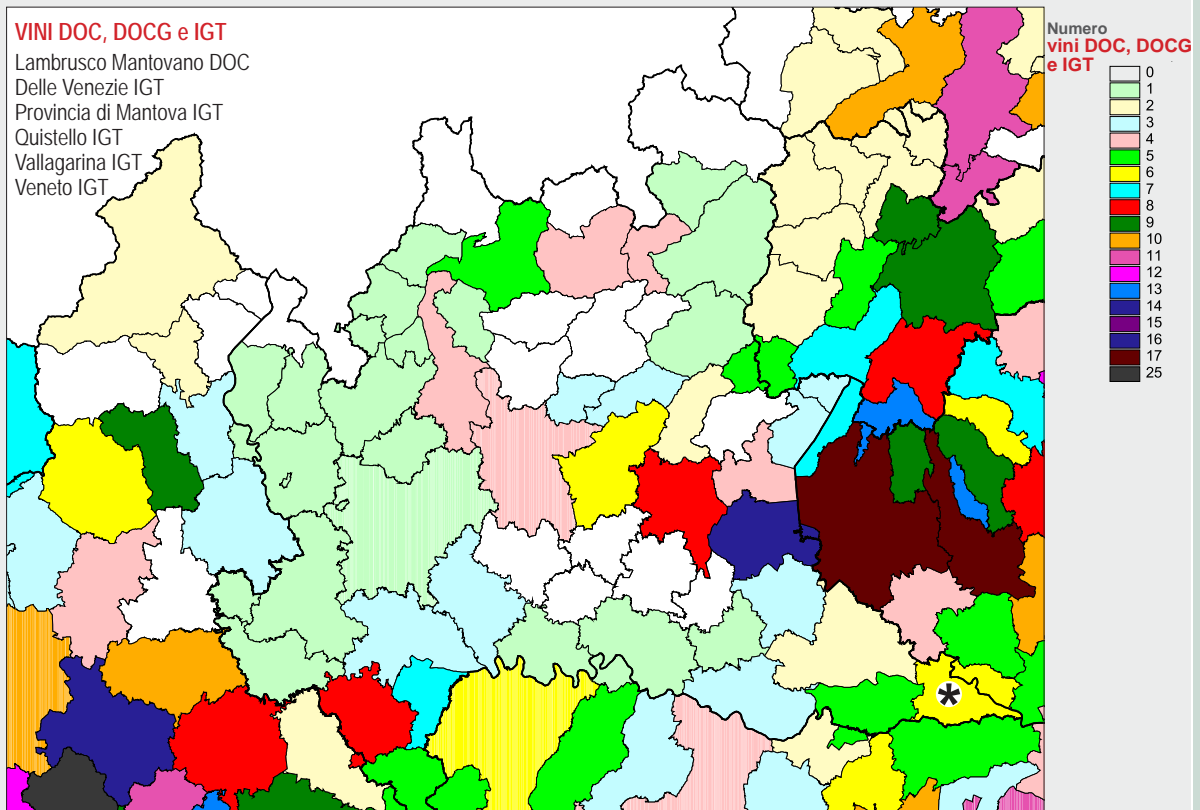 VINI DOC, DOCG e IGT
Lambrusco Mantovano DOC
Delle Venezie IGT
Provincia di Mantova IGT
Quistello IGT
Vallagarina IGT
Veneto IGT
Numero
vini DOC, DOCG
e IGT
0
1
2
3
4
5
6
7
8
9
10
11
12
13
14
15
16
17
25
*